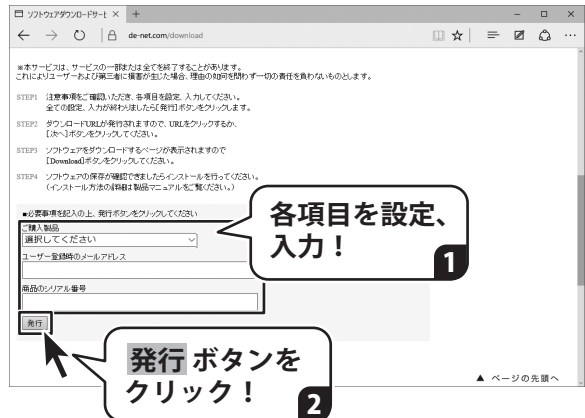 ソフトウェアダウンロードサート
de-net.com/download
※本サービスは、サービスの一部または全てを終了することがあります。
これによりユーザーおよび第三者に損害が生じた場合、理由の如何を問わず一切の責任を負わないものとします。
STEP1 注意事項をご確認いただき、各項目を設定、入力してください。
全ての設定、入力が終わりましたら[発行]ボタンをクリックします。
STEP2 ダウンロードURLが発行されますので、URLをクリックするか、
[次へ]ボタンをクリックしてください。
STEP3 ソフトウェアをダウンロードするページが表示されますので
[Download]ボタンをクリックしてください。
STEP4 ソフトウェアの保存が確認できましたらインストールを行ってください。
(インストール方法の詳細は製品マニュアルをご覧ください。)
■必要事項を記入の上、発行ボタンをクリックしてください
ご購入製品
選択してください
ユーザー登録時のメールアドレス
商品のシリアル番号
発行
各項目を設定、
入力！
1
発行 ボタンを
クリック！
2
▲ ページの先頭へ